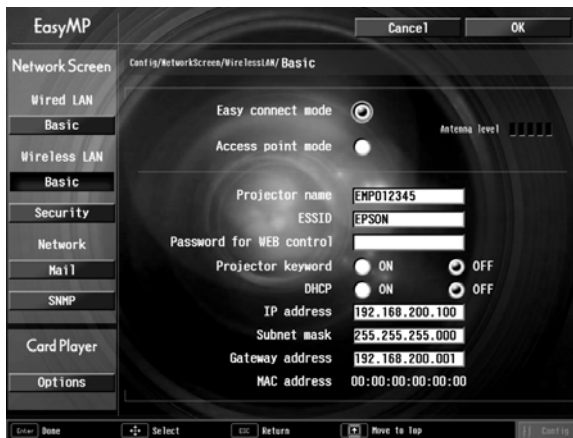 EasyMP
Cancel
OK
Network Screen
Config/NetworkScreen/WirelessLAN/Basic
Wired LAN
Basic
Wireless LAN
Basic
Security
Network
Mail
SNMP
Card Player
Options
Easy connect mode
Antenna level
Access point mode
Projector name EMP012345
ESSID EPSON
Password for WEB control
Projector keyword ON OFF
DHCP ON OFF
IP address 192.168.200.100
Subnet mask 255.255.255.000
Gateway address 192.168.200.001
MAC address 00:00:00:00:00:00
Enter Done Select ESC Return Move to Top Config